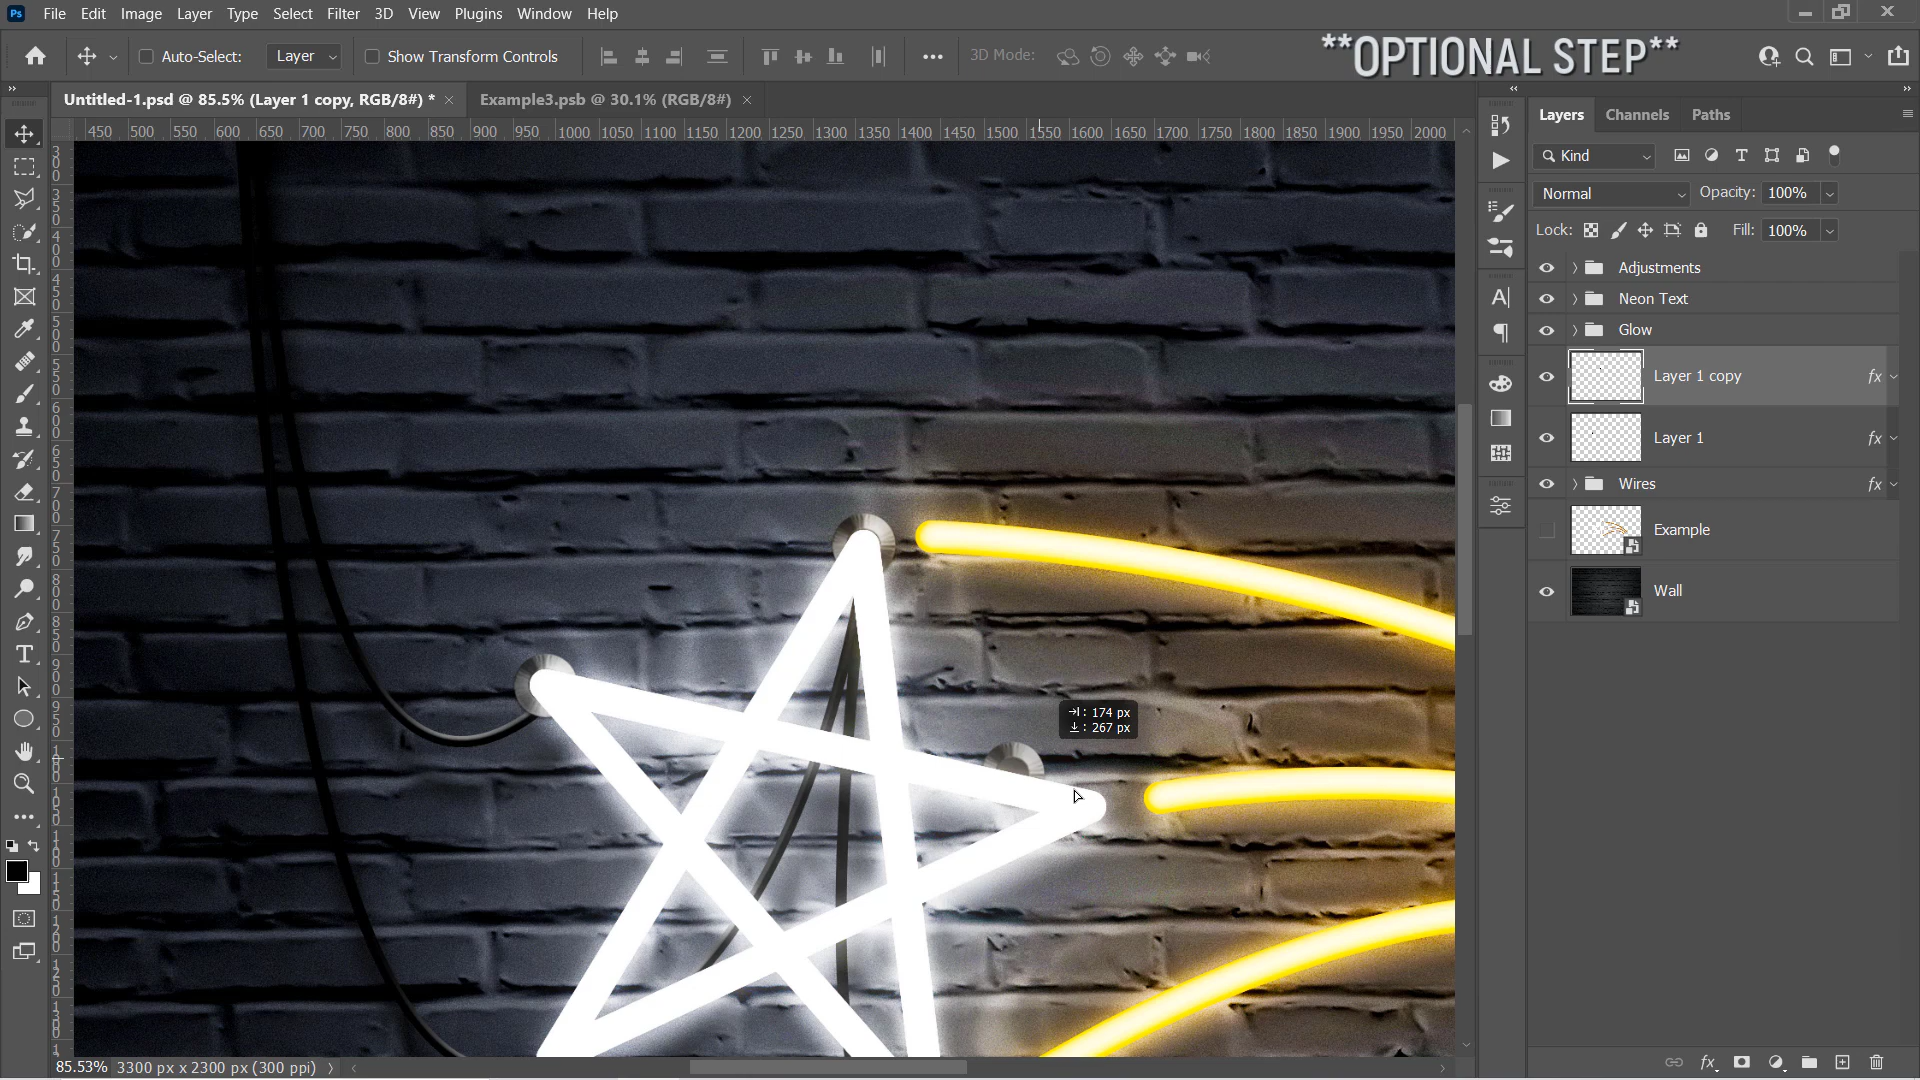 Ps File Edit Image Layer Type Select Filter 3D View Plugins Window Help
Auto-Select: Layer Show Transform Controls 3D Mode:
**OPTIONAL STEP**
Untitled-1.psd @ 85.5% (Layer 1 copy, RGB/8#) * Example3.psb @ 30.1% (RGB/8#)
450 500 550 600 650 700 750 800 850 900 950 1000 1050 1100 1150 1200 1250 1300 1350 1400 1450 1500 1550 1600 1650 1700 1750 1800 1850 1900 1950 2000
Layers Channels Paths
Kind
Normal Opacity: 100%
Lock: Fill: 100%
Adjustments
Neon Text
Glow
Layer 1 copy fx
Layer 1 fx
Wires fx
Example
Wall
: 174 px
: 267 px
85.53% 3300 px x 2300 px (300 ppi)
fx